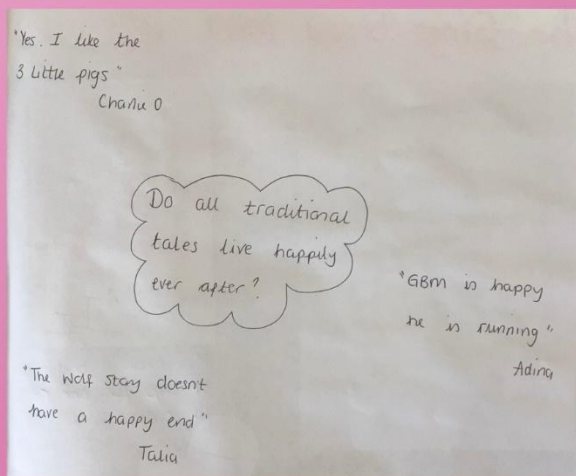 "Yes. I like the
3 Little pigs"
Charlie O
Do all traditional
tales live happily
ever after?
"GBM is happy
he is running"
Adina
"The Wolf Story doesn't
have a happy end"
Talia